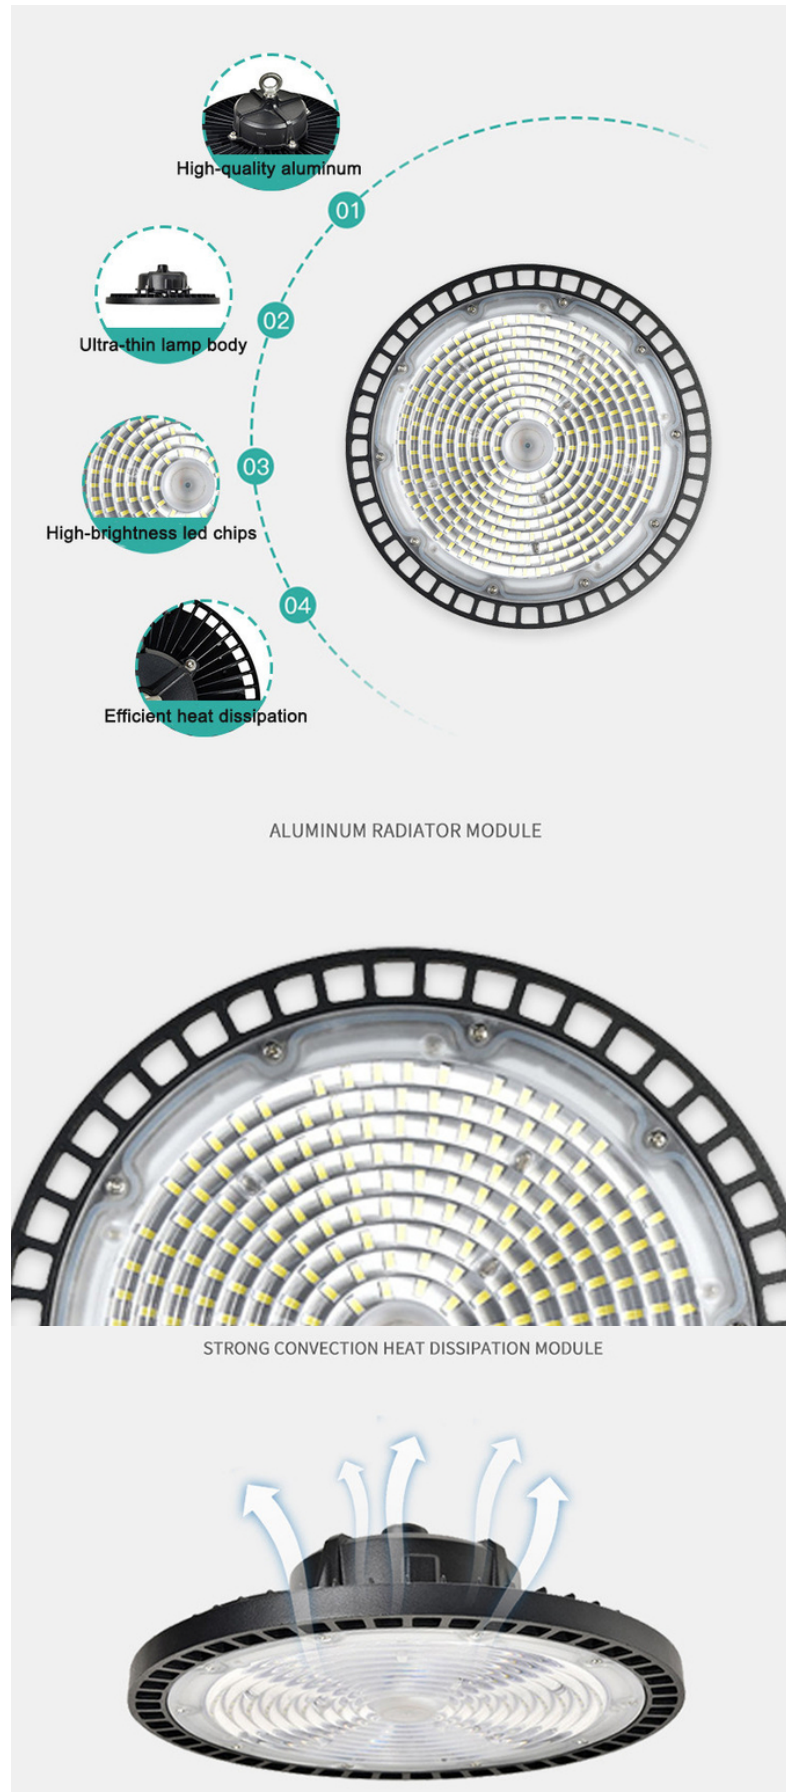 High-quality aluminum
01
Ultra-thin lamp body
02
High-brightness led chips
03
Efficient heat dissipation
04
ALUMINUM RADIATOR MODULE
STRONG CONVECTION HEAT DISSIPATION MODULE